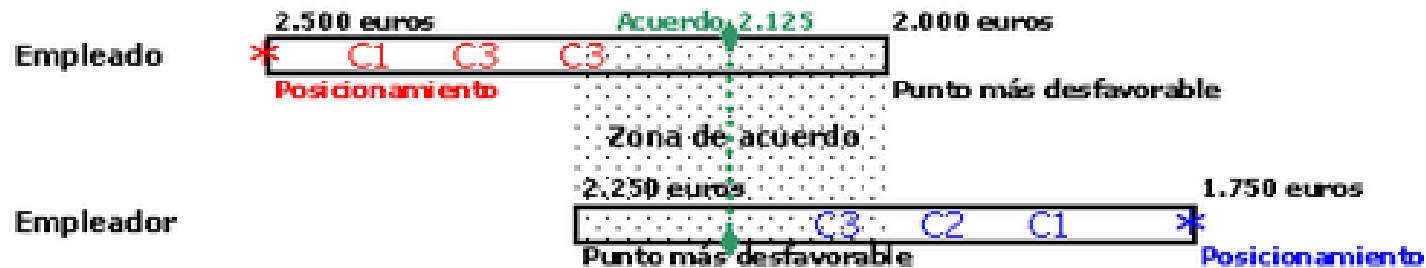 2.500 euros Acuerdo 2.125 2.000 euros
Empleado * C1 C3 C3
Posicionamiento Punto más desfavorable
Zona de acuerdo
2.250 euros 1.750 euros
Empleador C3 C2 C1 *
Punto más desfavorable Posicionamiento